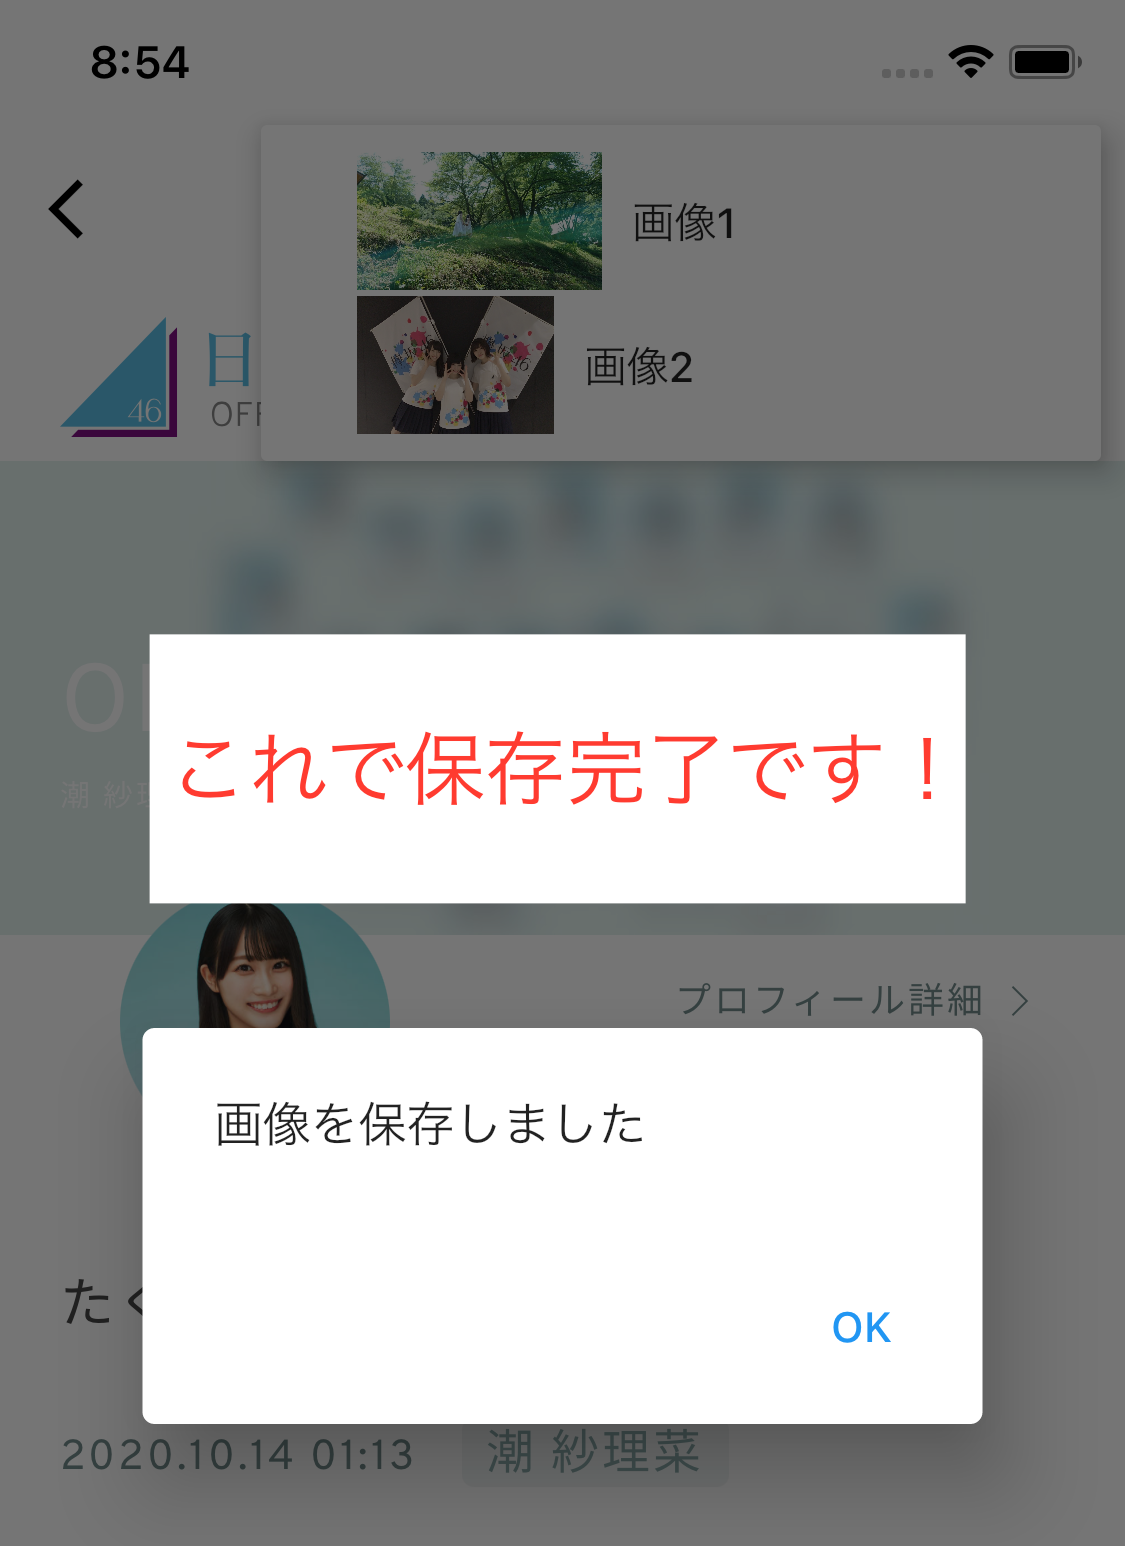 8:54
画像1
画像2
日
46
OFF
これで保存完了です！
潮 紗理
プロフィール詳細
画像を保存しました
OK
たく
2020.10.14 01:13
潮 紗理菜